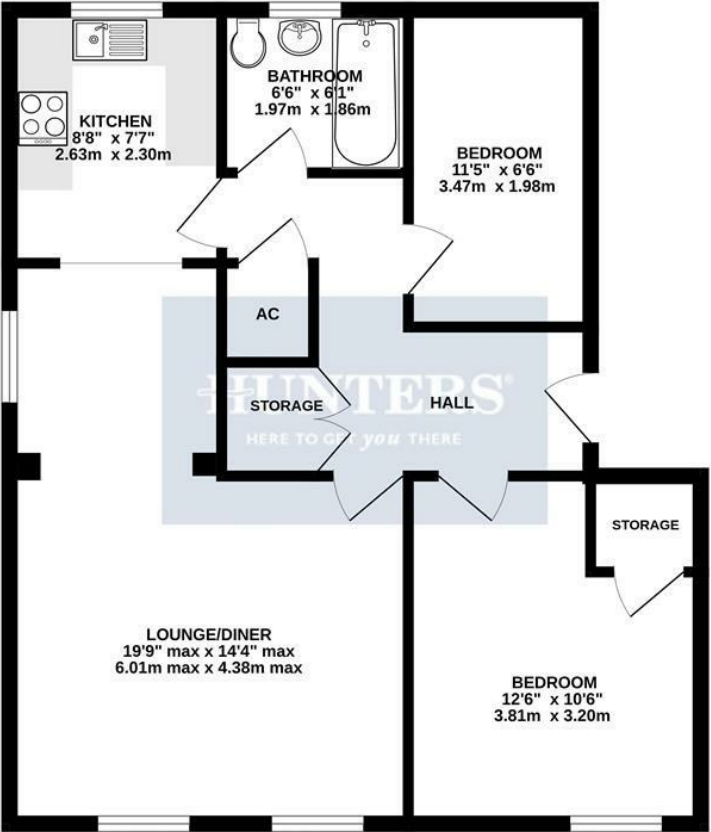 KITCHEN
8'8" x 7'7"
2.63m x 2.30m
BATHROOM
6'6" x 6'1"
1.97m x 1.86m
BEDROOM
11'5" x 6'6"
3.47m x 1.98m
AC
HUNTERS
HERE TO GET you THERE
STORAGE
HALL
STORAGE
LOUNGE/DINER
19'9" max x 14'4" max
6.01m max x 4.38m max
BEDROOM
12'6" x 10'6"
3.81m x 3.20m